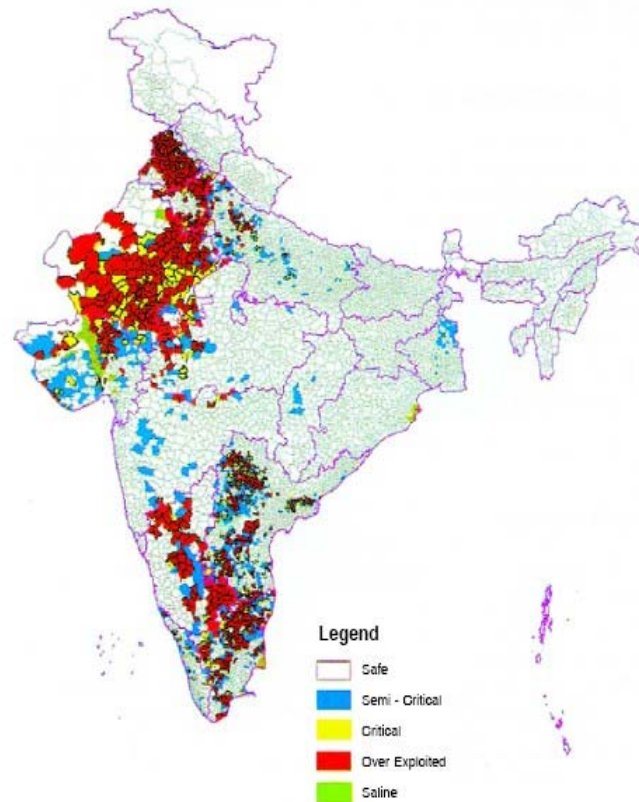 Legend
Safe
Semi - Critical
Critical
Over Exploited
Saline